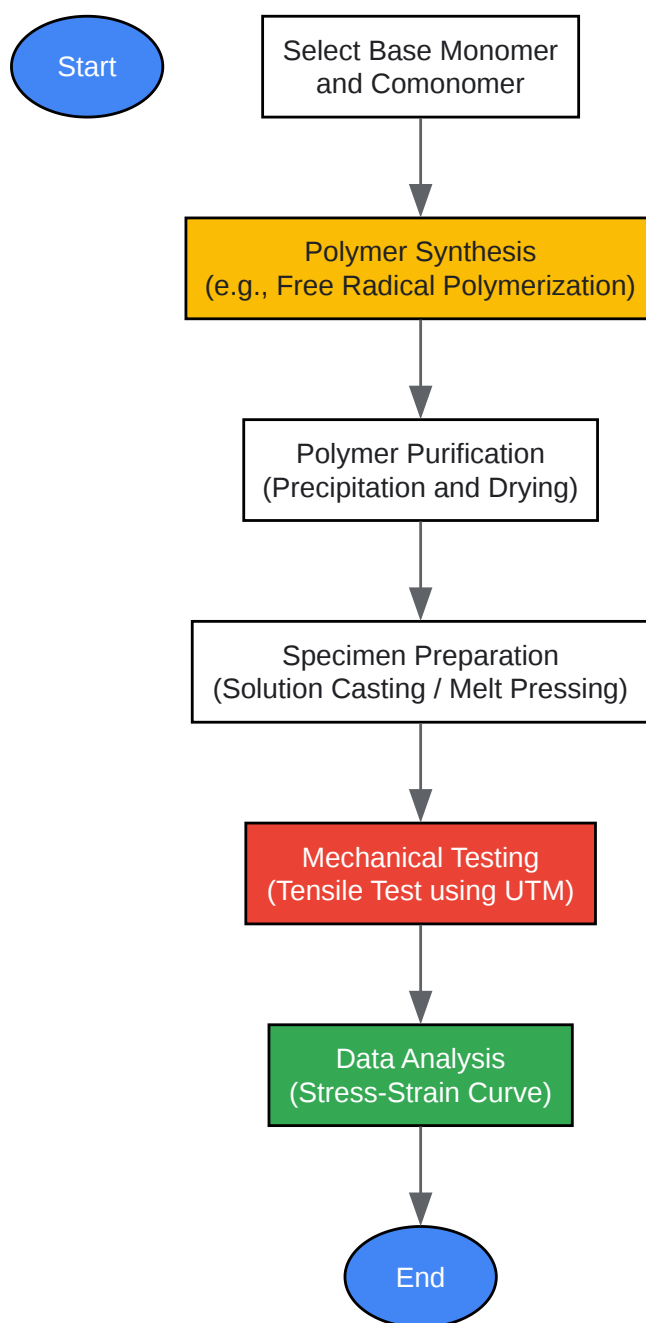 Start
Select Base Monomer
and Comonomer
Polymer Synthesis
(e.g., Free Radical Polymerization)
Polymer Purification
(Precipitation and Drying)
Specimen Preparation
(Solution Casting / Melt Pressing)
Mechanical Testing
(Tensile Test using UTM)
Data Analysis
(Stress-Strain Curve)
End